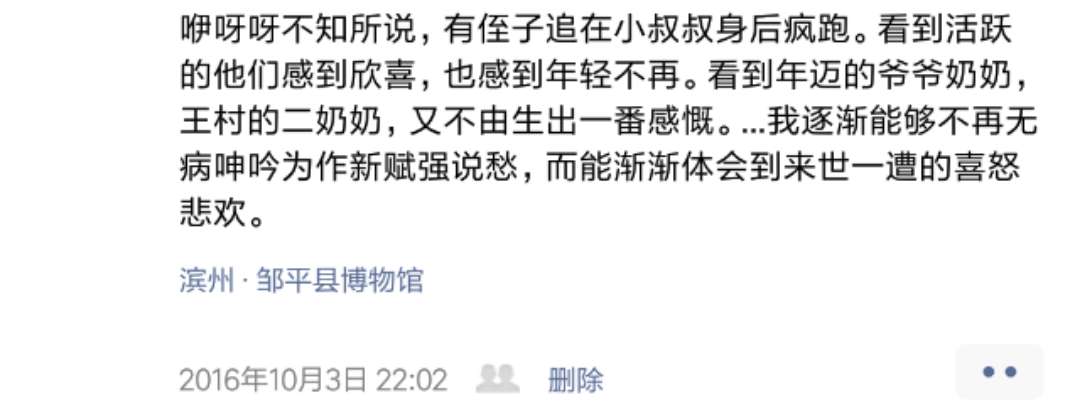 咿呀呀不知所说，有侄子追在小叔叔身后疯跑。看到活跃
的他们感到欣喜，也感到年轻不再。看到年迈的爷爷奶奶，
王村的二奶奶，又不由生出一番感慨。...我逐渐能够不再无
病呻吟为作新赋强说愁，而能渐渐体会到来世一遭的喜怒
悲欢。
滨州 · 邹平县博物馆
2016年10月3日 22:02 删除